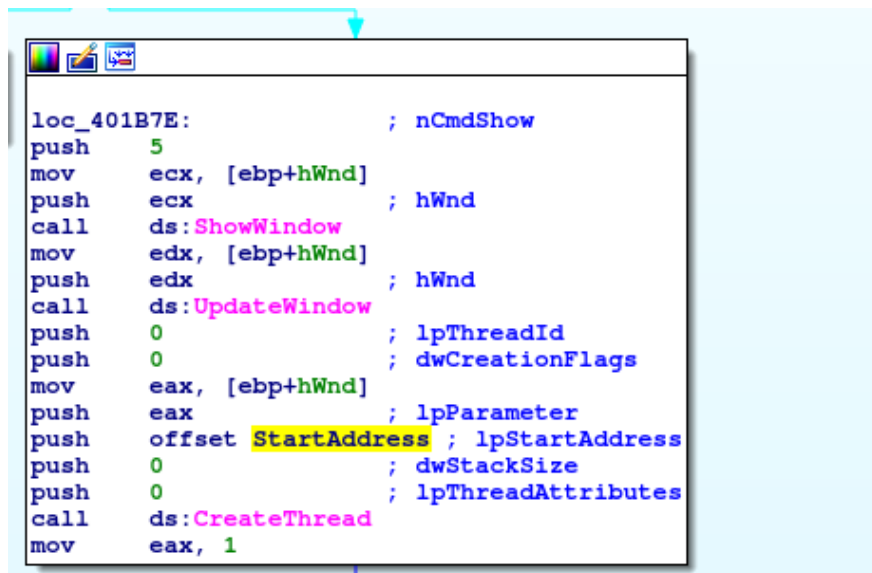 loc_401B7E: ; nCmdShow
push 5
mov ecx, [ebp+hWnd]
push ecx ; hWnd
call ds:ShowWindow
mov edx, [ebp+hWnd]
push edx ; hWnd
call ds:UpdateWindow
push 0 ; lpThreadId
push 0 ; dwCreationFlags
mov eax, [ebp+hWnd]
push eax ; lpParameter
push offset StartAddress ; lpStartAddress
push 0 ; dwStackSize
push 0 ; lpThreadAttributes
call ds:CreateThread
mov eax, 1